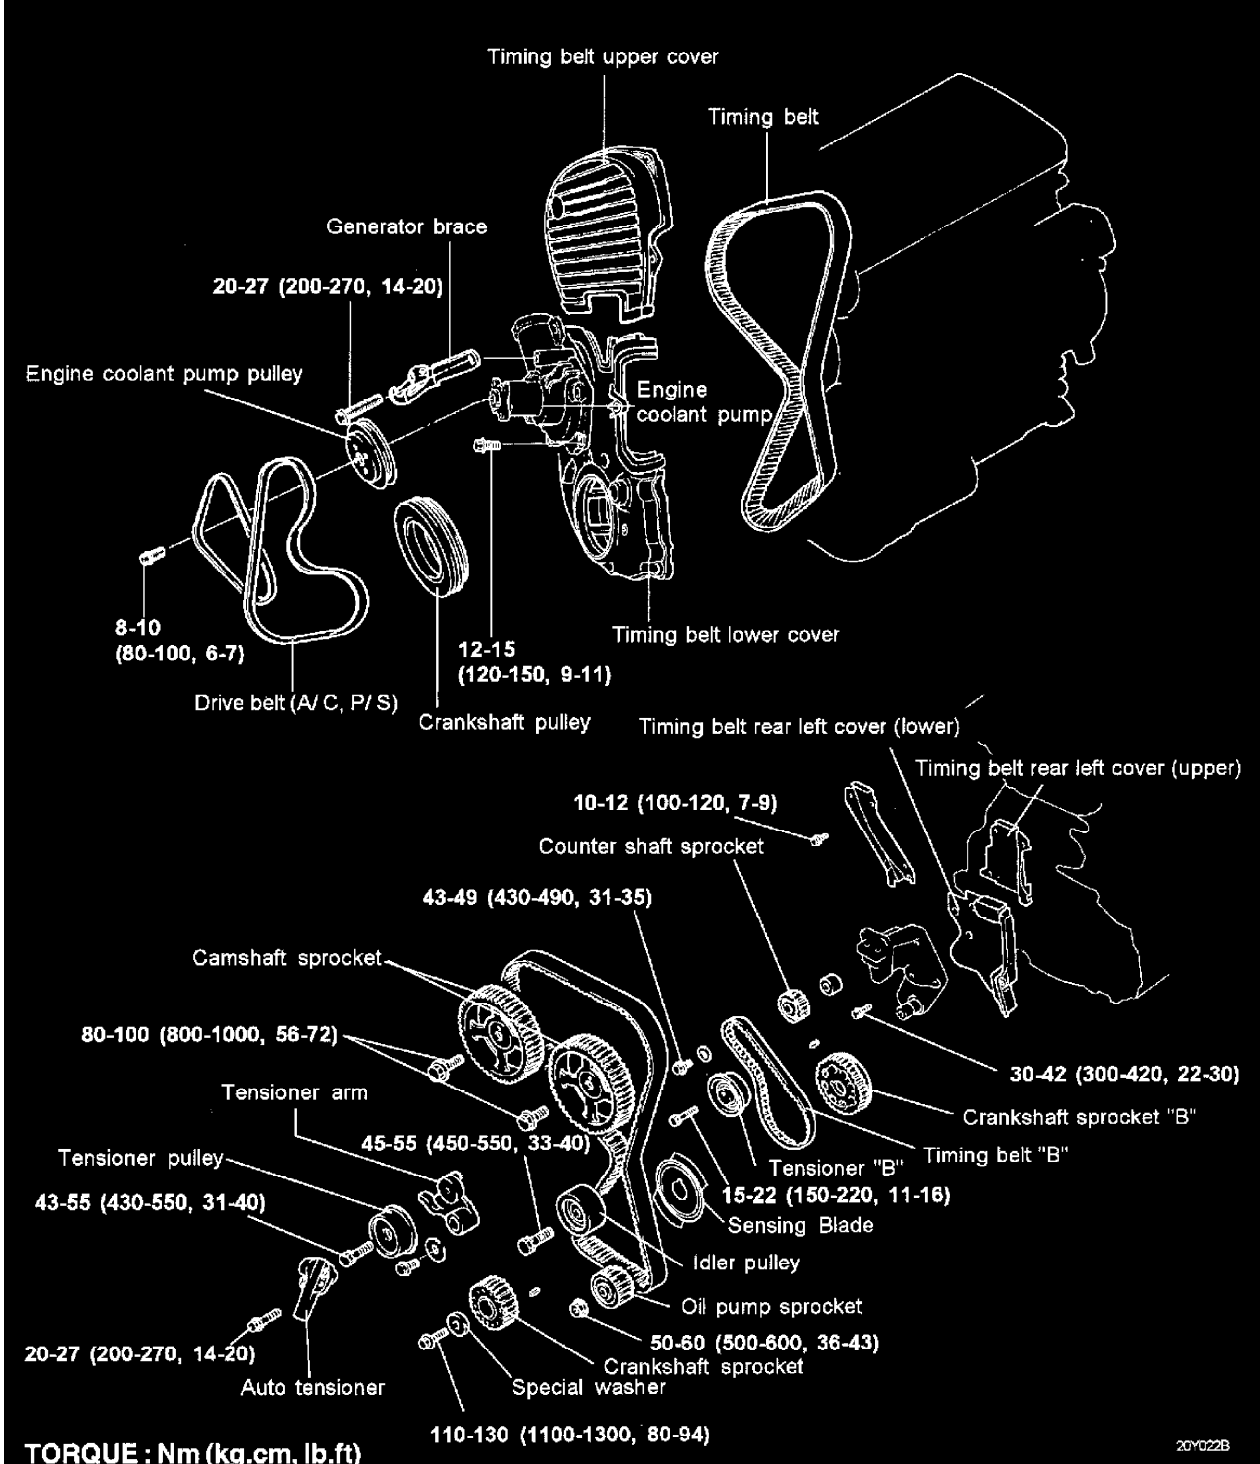 Timing belt upper cover
Timing belt
Generator brace
20-27 (200-270, 14-20)
Engine coolant pump pulley
Engine
coolant pump
8-10
(80-100, 6-7)
12-15
(120-150, 9-11)
Timing belt lower cover
Drive belt (A/ C, P/ S)
Crankshaft pulley
Timing belt rear left cover (lower)
Timing belt rear left cover (upper)
10-12 (100-120, 7-9)
Counter shaft sprocket
43-49 (430-490, 31-35)
Camshaft sprocket
80-100 (800-1000, 56-72)
30-42 (300-420, 22-30)
Tensioner arm
Crankshaft sprocket "B"
45-55 (450-550, 33-40)
Timing belt "B"
Tensioner pulley
Tensioner "B"
43-55 (430-550, 31-40)
15-22 (150-220, 11-16)
Sensing Blade
Idler pulley
Oil pump sprocket
50-60 (500-600, 36-43)
20-27 (200-270, 14-20)
Crankshaft sprocket
Auto tensioner
Special washer
110-130 (1100-1300, 80-94)
TORQUE : Nm (kg.cm, lb.ft)
20Y022B